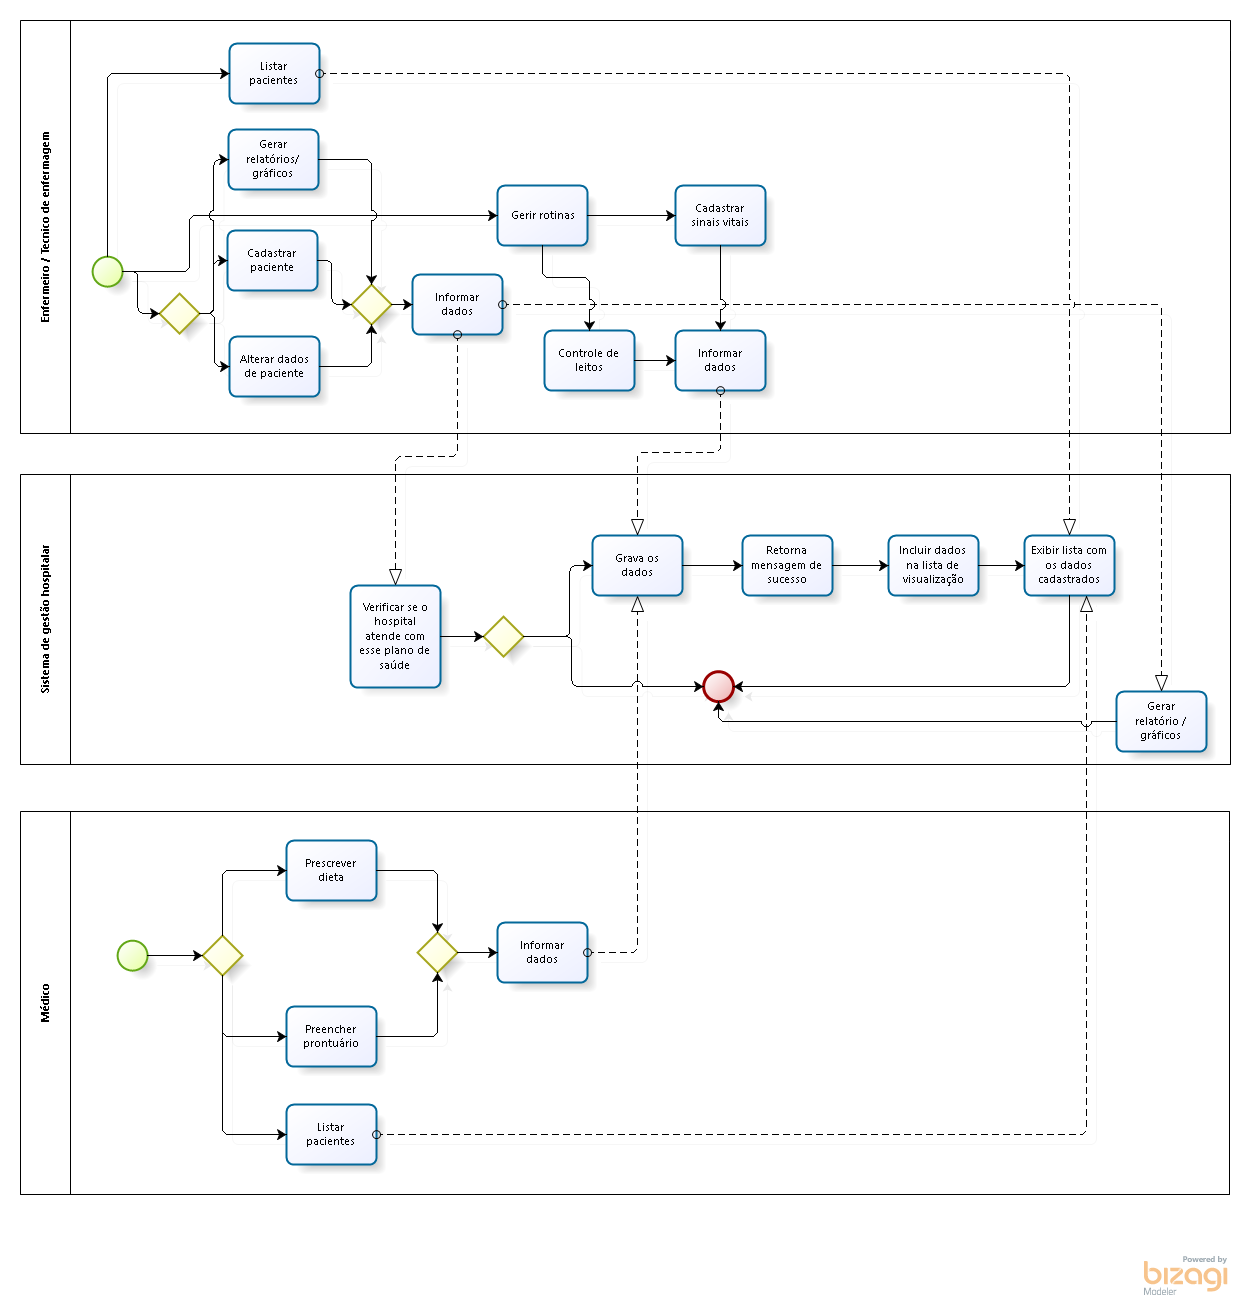 Enfermeiro / Tecnico de enfermagem
Listar
pacientes
Gerar
relatórios/
gráficos
Cadastrar
paciente
Alterar dados
de paciente
Informar
dados
Gerir rotinas
Cadastrar
sinais vitais
Controle de
leitos
Informar
dados
Sistema de gestão hospitalar
Verificar se o
hospital
atende com
esse plano de
saúde
Grava os
dados
Retorna
mensagem de
sucesso
Incluir dados
na lista de
visualização
Exibir lista com
os dados
cadastrados
Gerar
relatório /
gráficos
Médico
Prescrever
dieta
Preencher
prontuário
Listar
pacientes
Informar
dados
Powered by
bizagi
Modeler